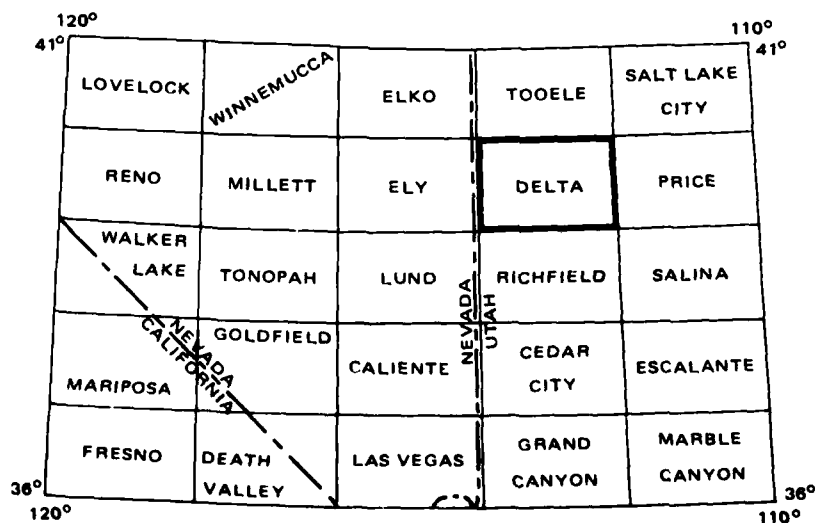 120°
110°
41°
41°
LOVELOCK
WINNEMUCCA
ELKO
TOOELE
SALT LAKE
CITY
RENO
MILLETT
ELY
DELTA
PRICE
WALKER
LAKE
TONOPAH
LUND
RICHFIELD
SALINA
NEVADA
UTAH
NEVADA
CALIFORNIA
GOLDFIELD
MARIPOSA
CALIENTE
CEDAR
CITY
ESCALANTE
FRESNO
DEATH
VALLEY
LAS VEGAS
GRAND
CANYON
MARBLE
CANYON
36°
36°
120°
110°